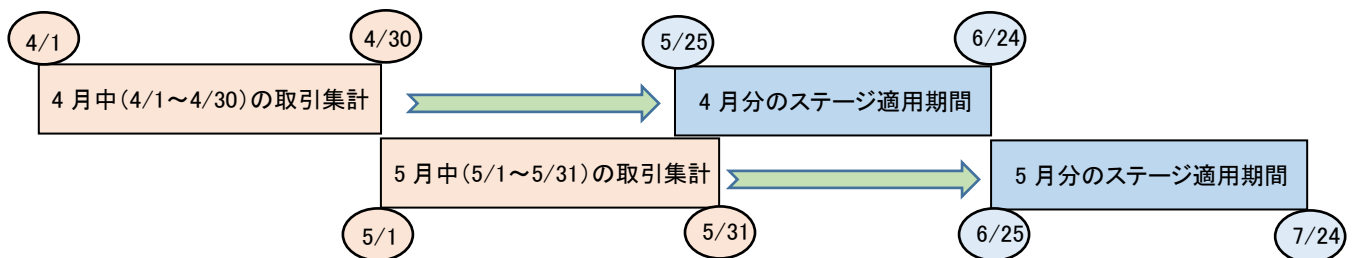 4/1
4/30
5/25
6/24
4 月中(4/1～4/30)の取引集計
4 月分のステージ適用期間
5 月中(5/1～5/31)の取引集計
5 月分のステージ適用期間
5/1
5/31
6/25
7/24